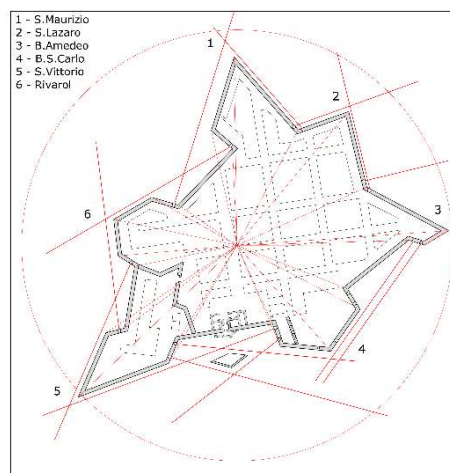 1 - S.Maurizio
2 - S.Lazaro
3 - B.Amedeo
4 - B.S.Carlo
5 - S.Vittorio
6 - Rivarol
1
2
3
6
4
5